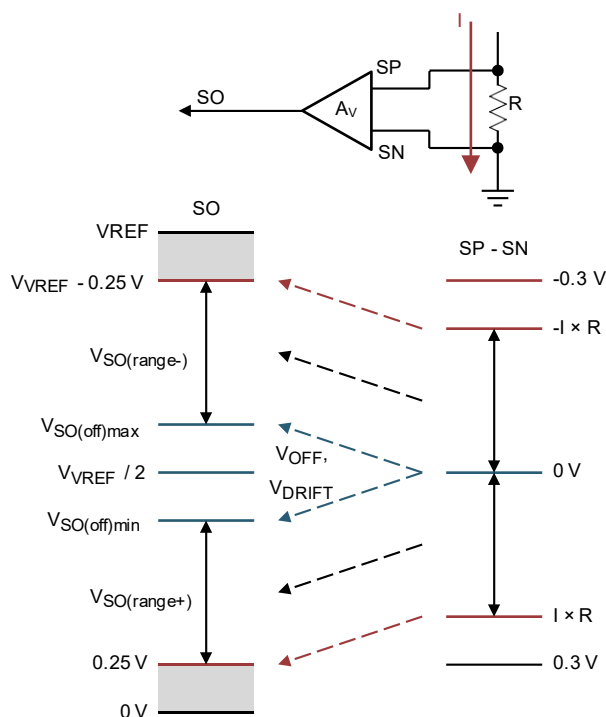 I
SP
R
SO
AV
SN
SO
VREF
SP - SN
VVREF - 0.25 V
-0.3 V
-I × R
VSO(range-)
VSO(off)max
VOFF,
VVREF / 2
0 V
VDRIFT
VSO(off)min
VSO(range+)
I × R
0.25 V
0.3 V
0 V